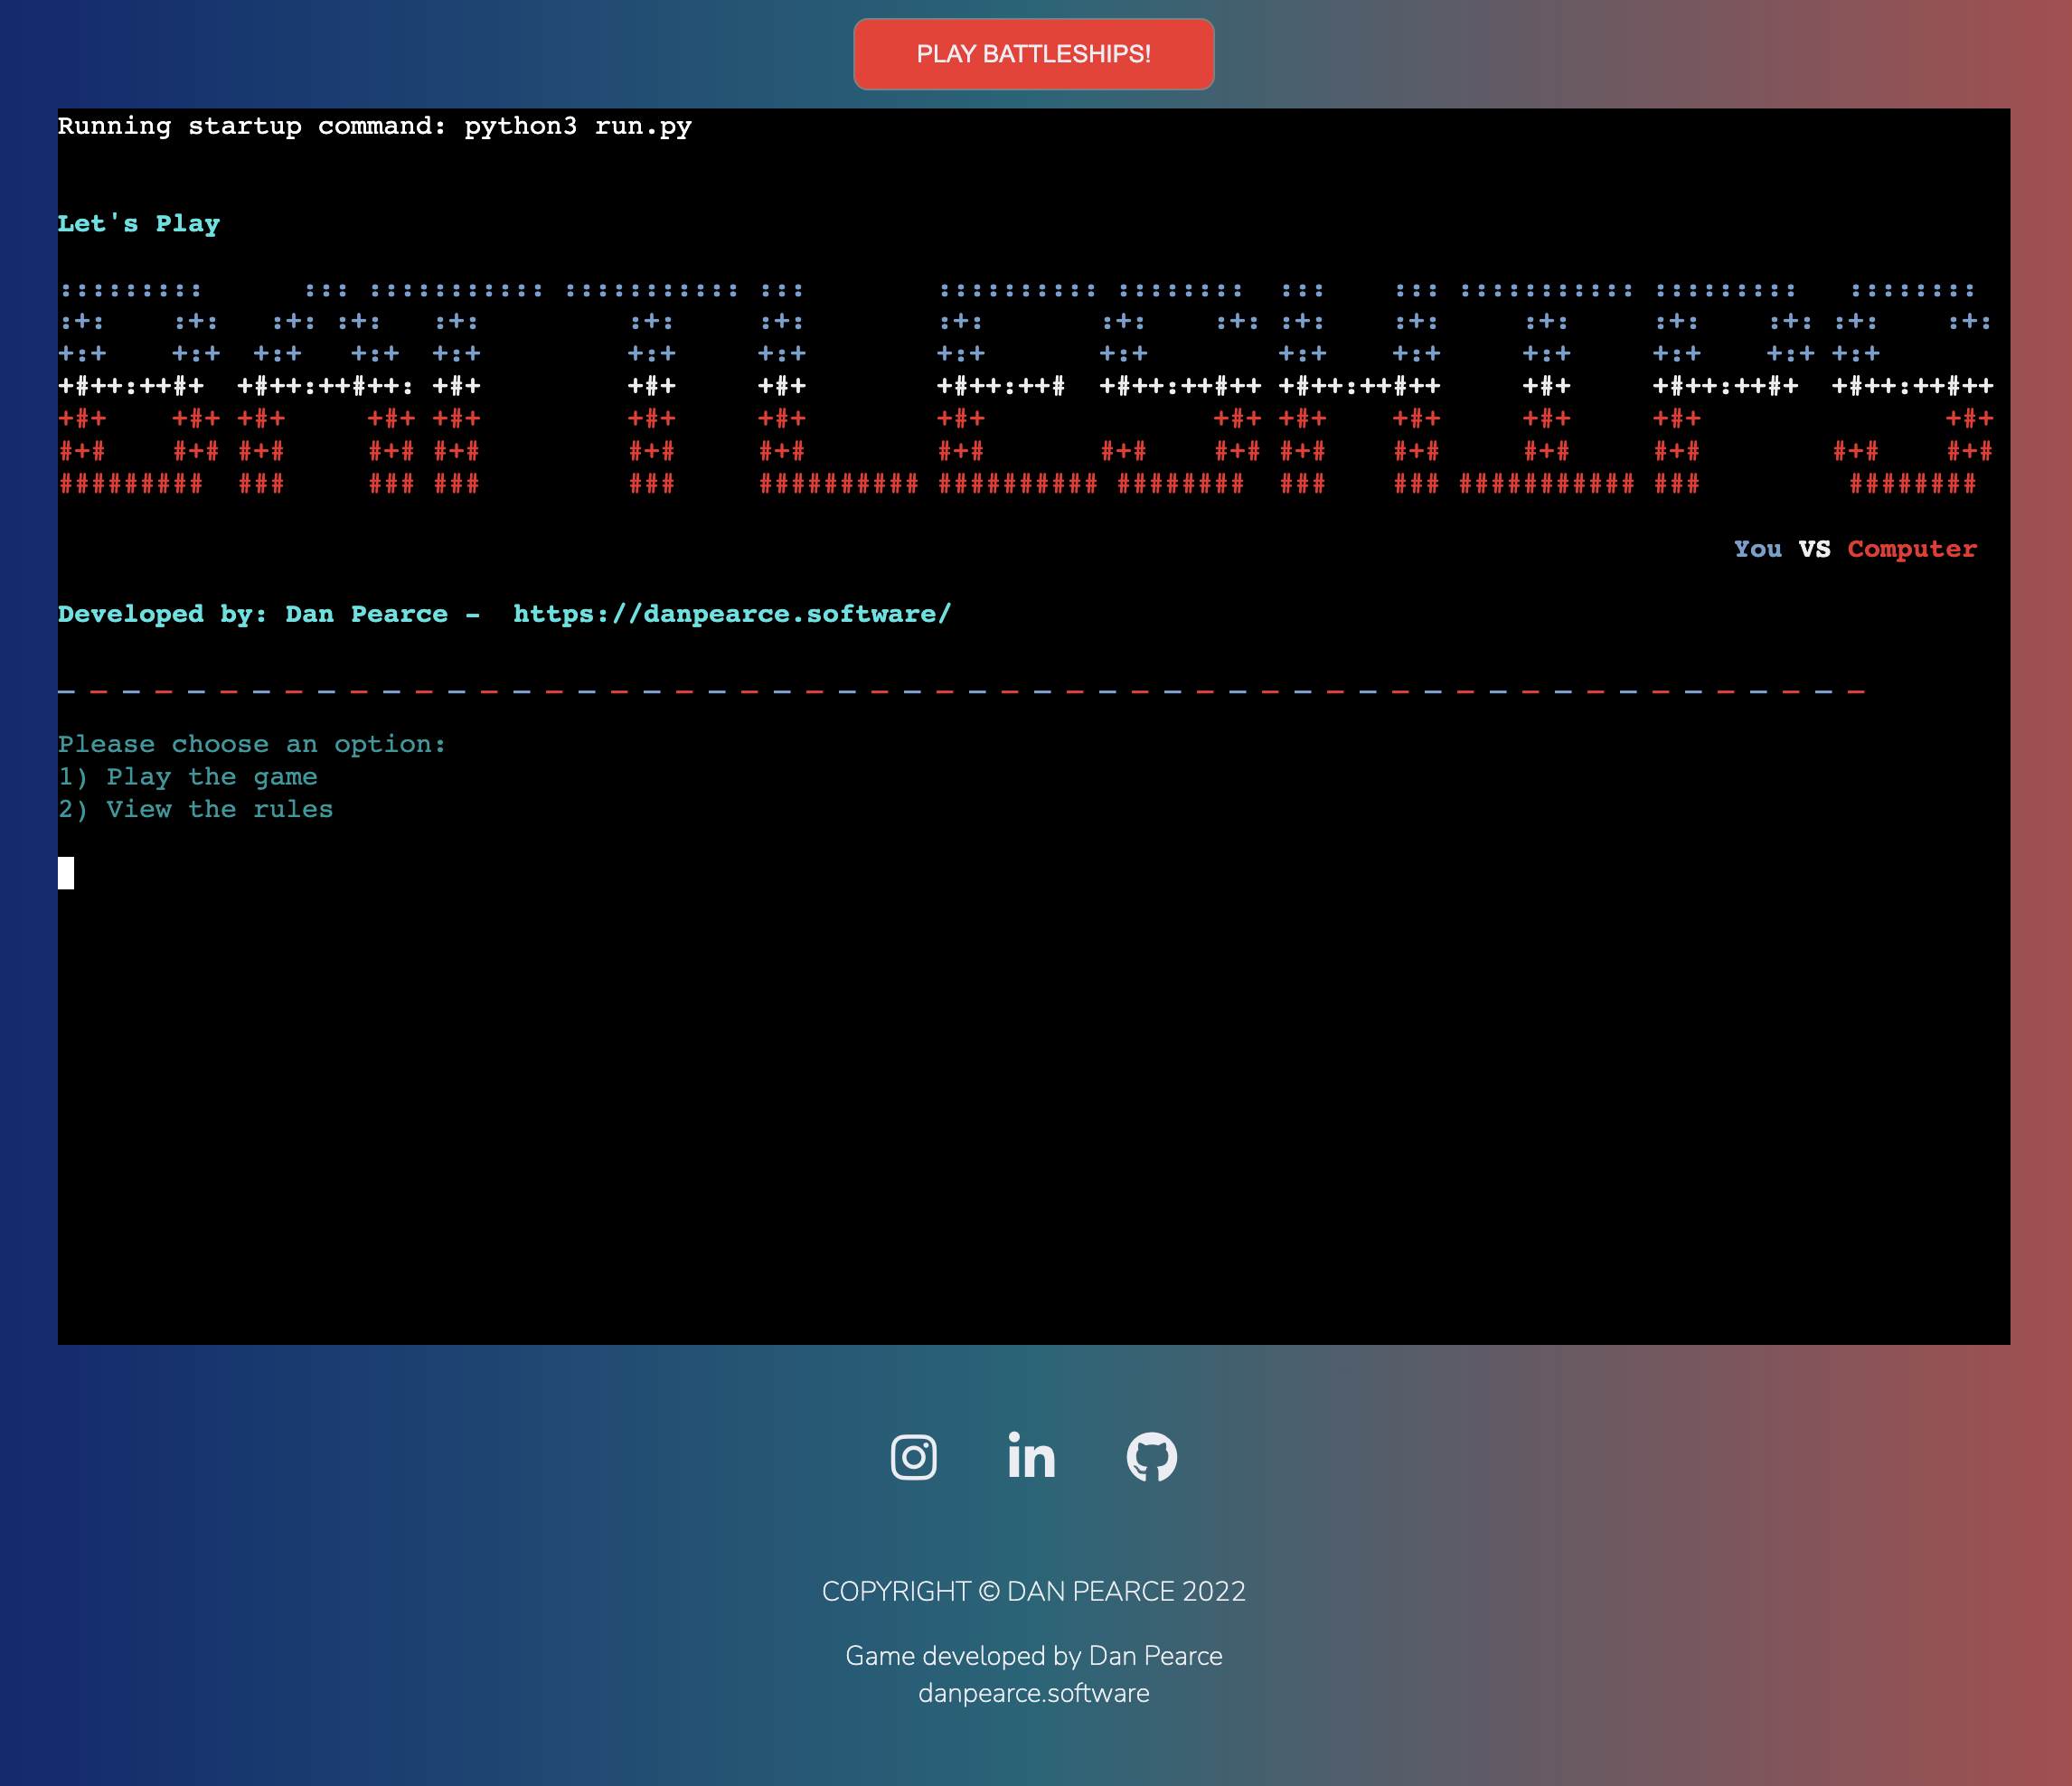 PLAY BATTLESHIPS!
Running startup command: python3 run.py
Let's Play
BATTLESHIPS
You VS Computer
Developed by: Dan Pearce -  https://danpearce.software/
Please choose an option:
1) Play the game
2) View the rules
in
COPYRIGHT © DAN PEARCE 2022
Game developed by Dan Pearce
danpearce.software